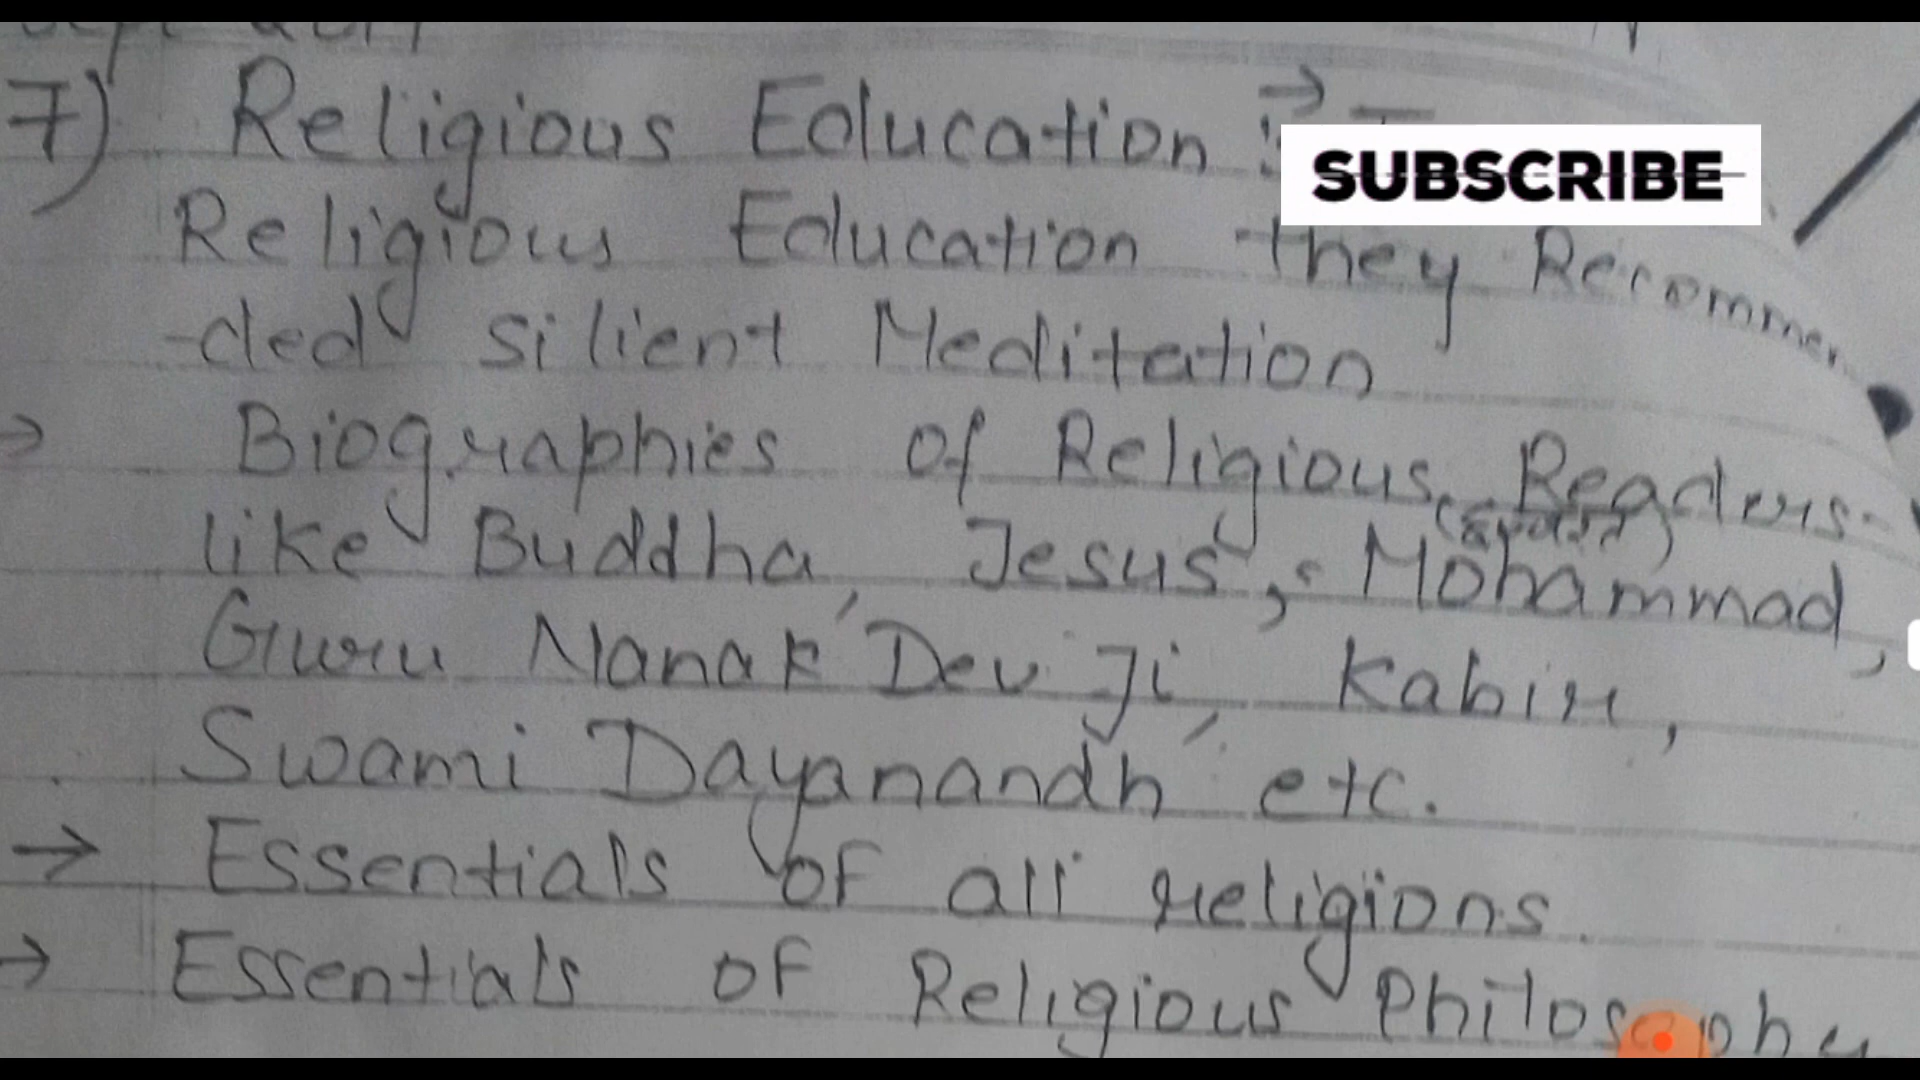 7) Religious Education :→ —
SUBSCRIBE
Religious Education they Recommen
-ded silient Meditation
→ Biographies of Religious Readers
like Buddha, Jesus, Mohammad,
Guru Nanak Dev Ji, Kabir,
Swami Dayanandh etc.
→ Essentials of all religions.
→ Essentials of Religious Philosophy